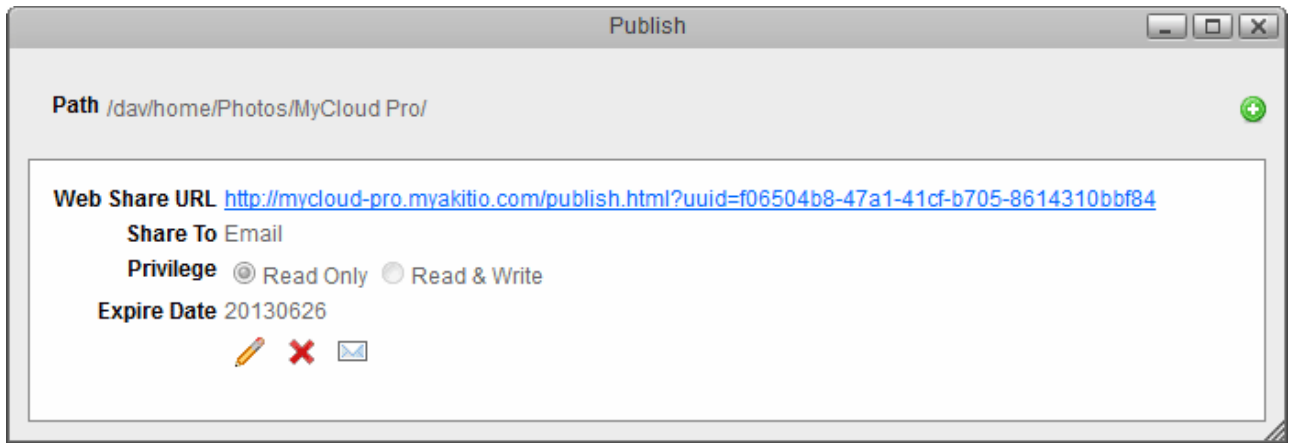 Publish
Path /dav/home/Photos/MyCloud Pro/
Web Share URL http://mycloud-pro.myakitio.com/publish.html?uuid=f06504b8-47a1-41cf-b705-8614310bbf84
Share To Email
Privilege Read Only Read & Write
Expire Date 20130626